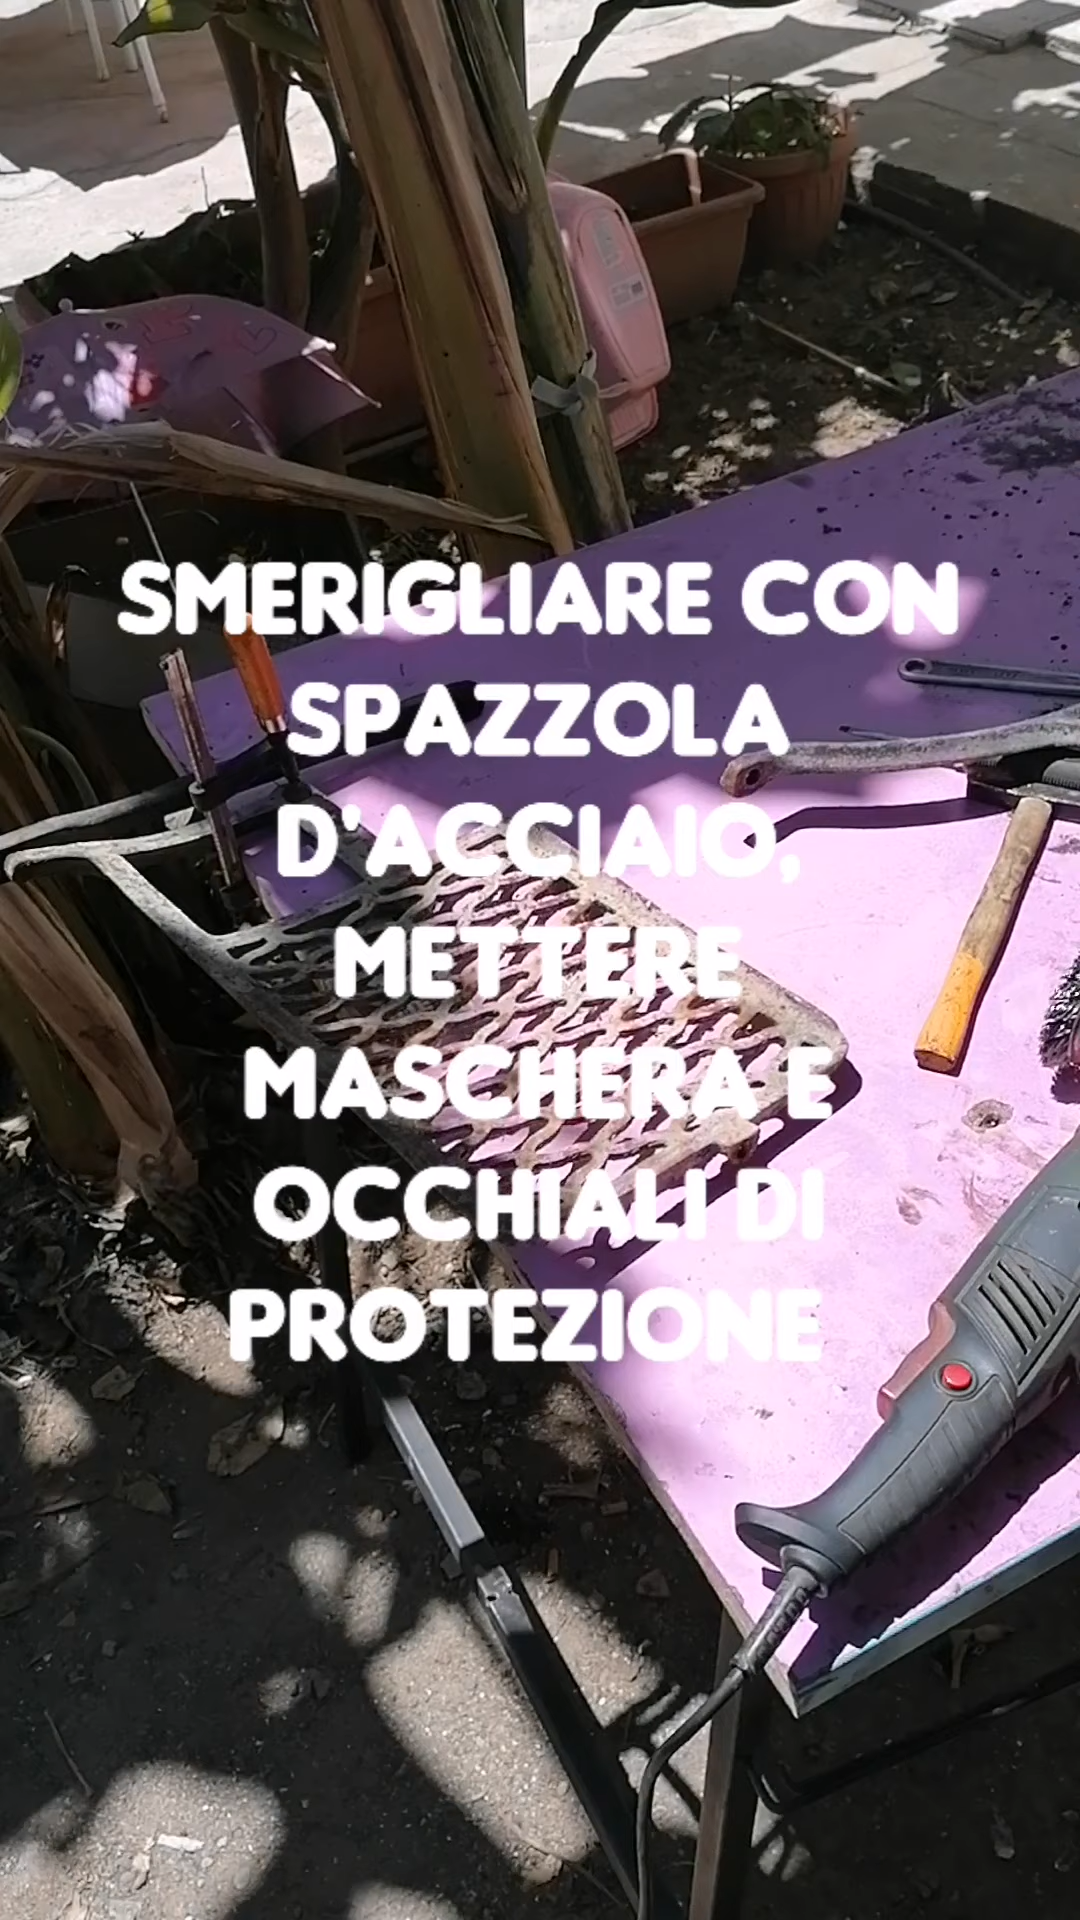 SMERIGLIARE CON
SPAZZOLA
D'ACCIAIO,
METTERE
MASCHERA E
OCCHIALI DI
PROTEZIONE